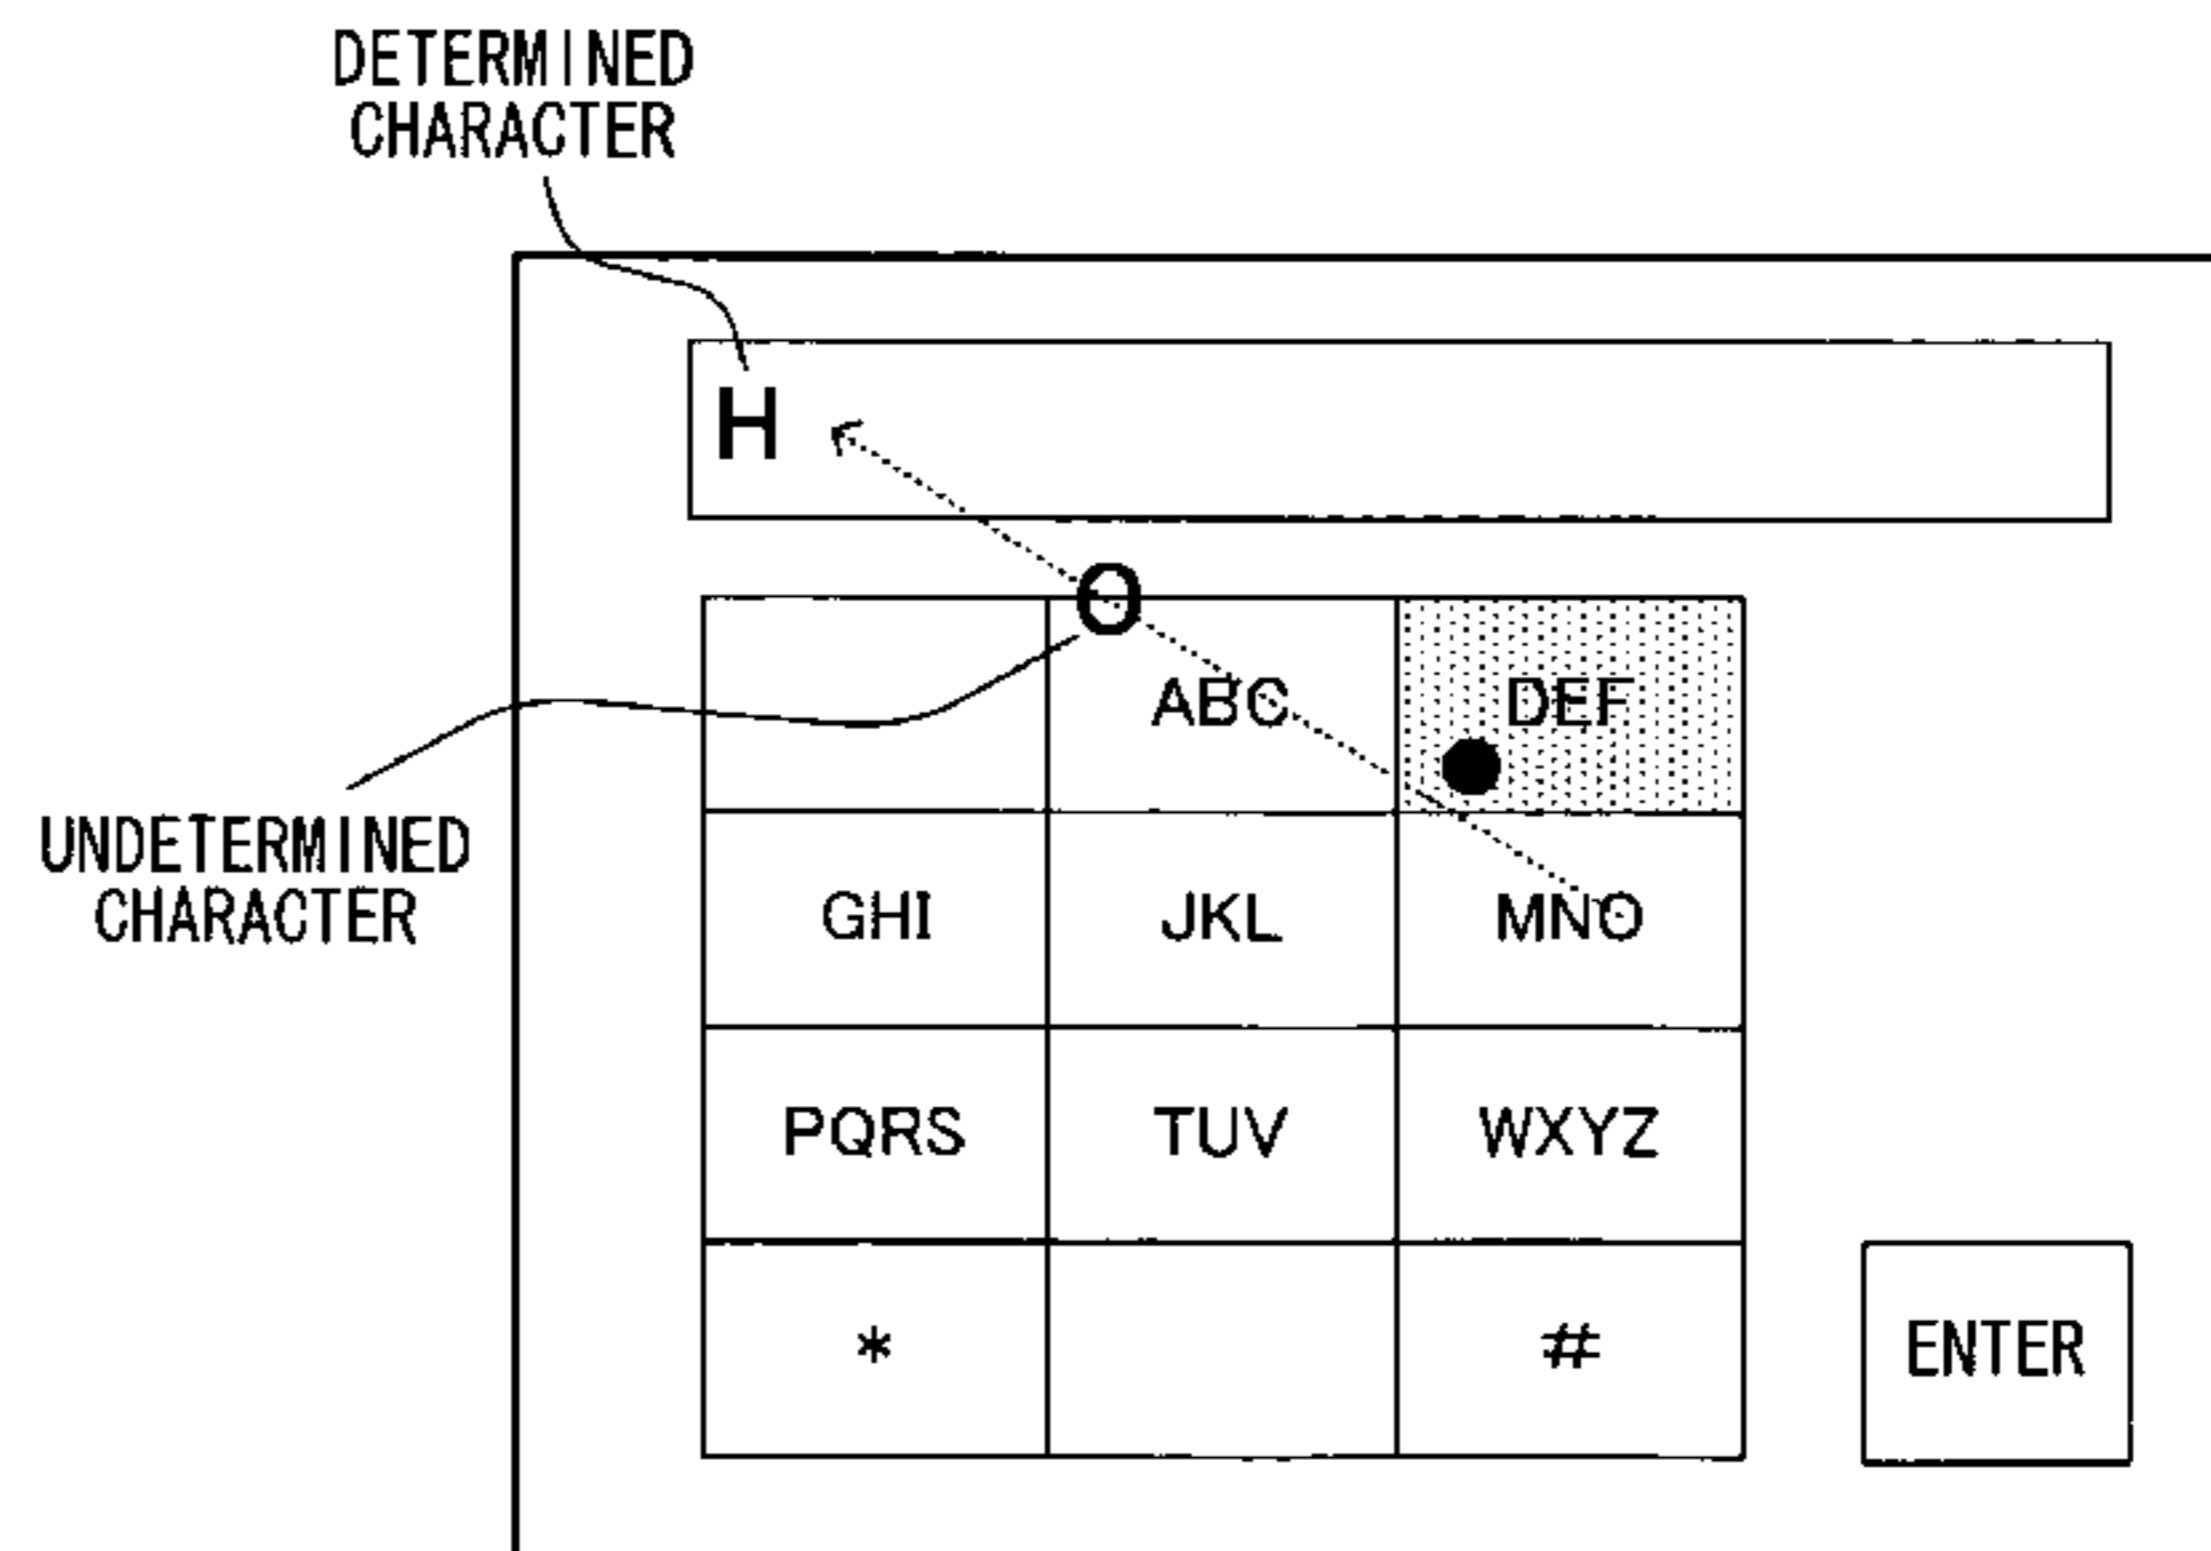 DETERMINED
CHARACTER
H
O
ABC
DEF
UNDETERMINED
CHARACTER
GHI
JKL
MNO
PQRS
TUV
WXYZ
*
#
ENTER